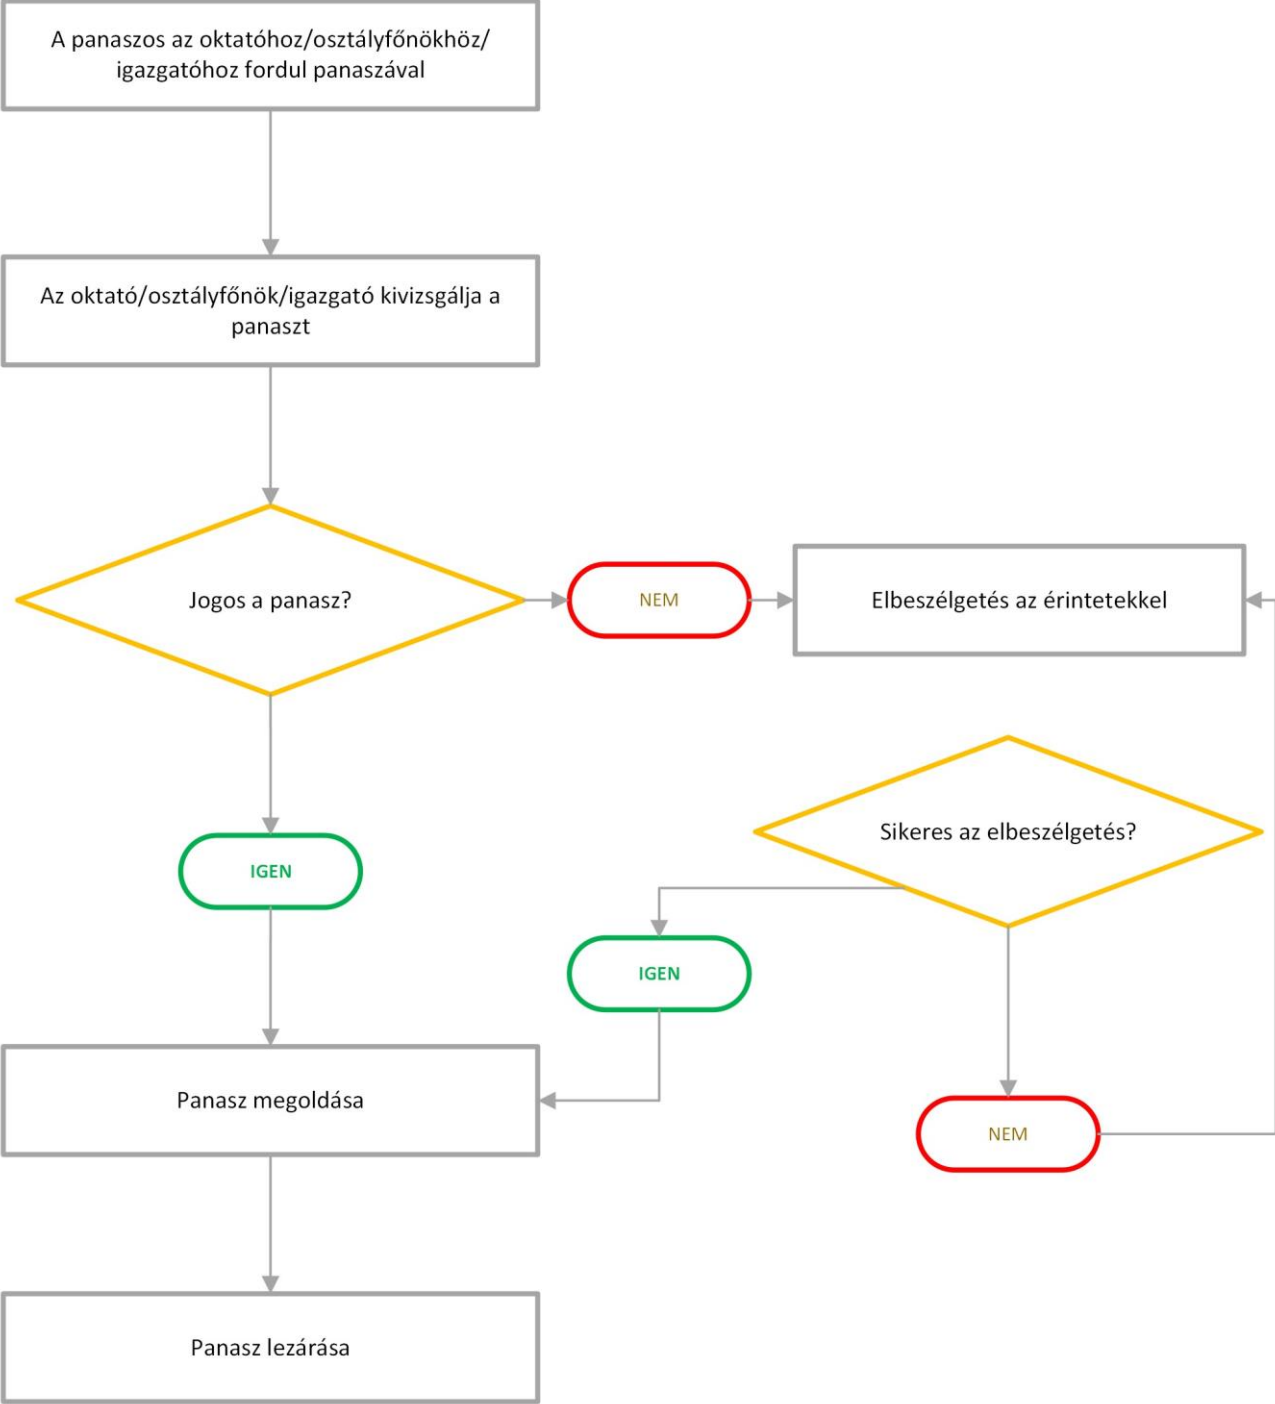 A panaszos az oktatóhoz/osztályfőnökhöz/
igazgatóhoz fordul panaszával
Az oktató/osztályfőnök/igazgató kivizsgálja a
panaszt
Jogos a panasz?
NEM
Elbeszélgetés az érintetekkel
Sikeres az elbeszélgetés?
IGEN
IGEN
Panasz megoldása
NEM
Panasz lezárása